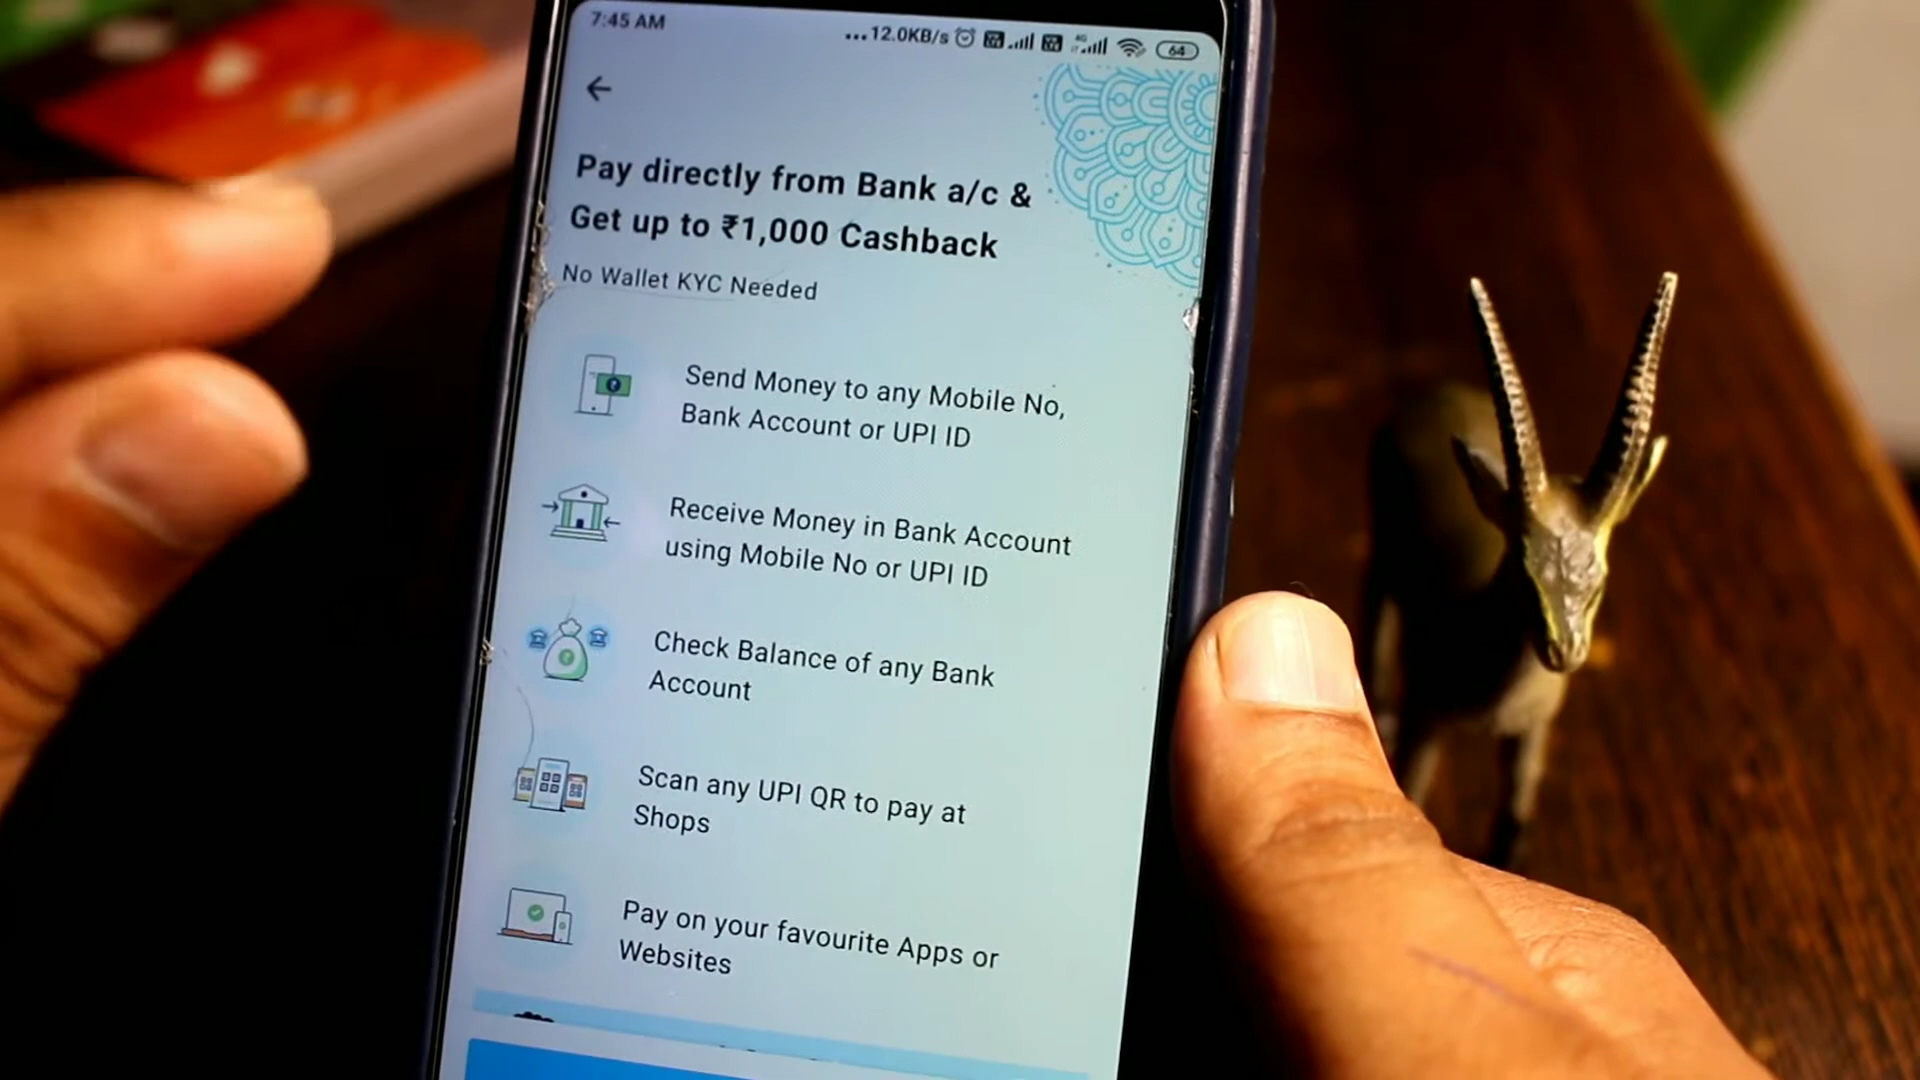 7:45 AM
...12.0KB/s
4G
64
Pay directly from Bank a/c &
Get up to ₹1,000 Cashback
No Wallet KYC Needed
Send Money to any Mobile No,
Bank Account or UPI ID
Receive Money in Bank Account
using Mobile No or UPI ID
Check Balance of any Bank
Account
Scan any UPI QR to pay at
Shops
Pay on your favourite Apps or
Websites